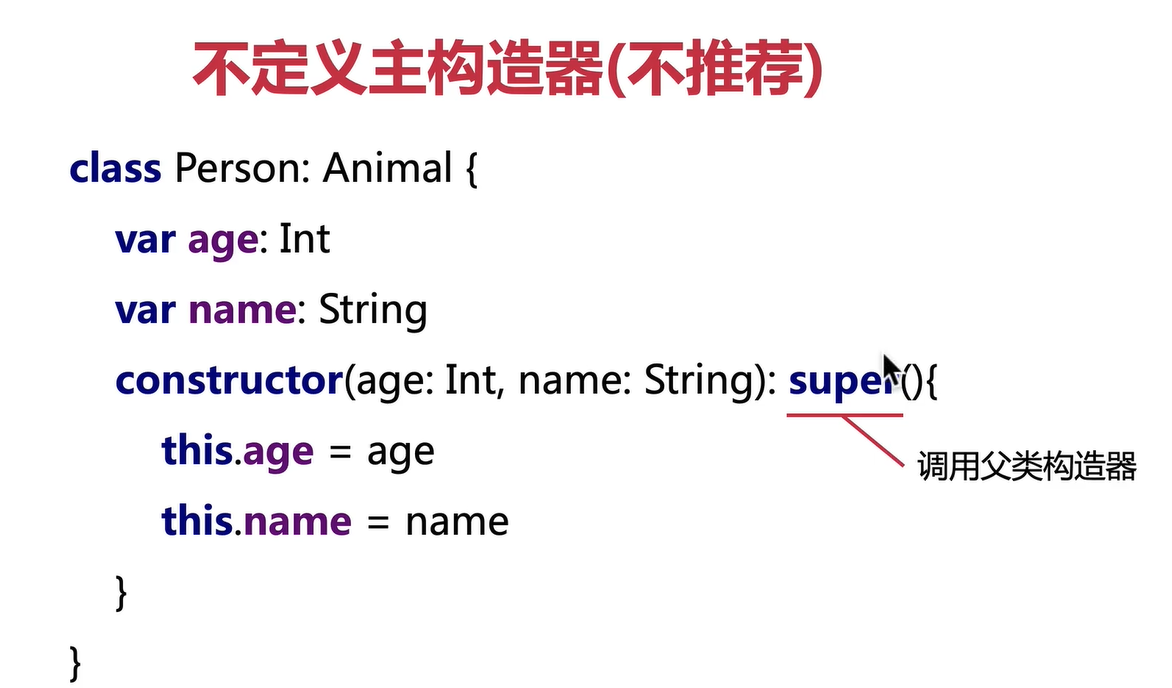 不定义主构造器(不推荐)
class Person: Animal {
var age: Int
var name: String
constructor(age: Int, name: String): super(){
调用父类构造器
this.age = age
this.name = name
}
}